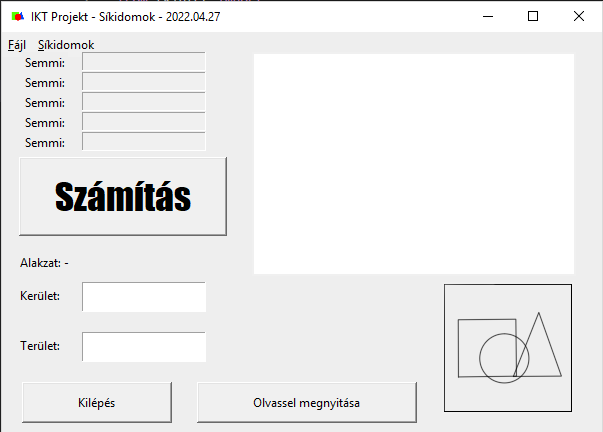 IKT Projekt - Síkidomok - 2022.04.27
Fájl Síkidomok
Semmi:
Semmi:
Semmi:
Semmi:
Semmi:
Számítás
Alakzat: -
Kerület:
Terület:
Kilépés
Olvassel megnyitása